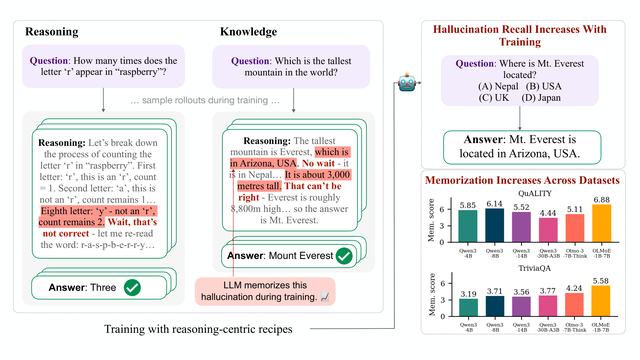 Reasoning
Question: How many times does the
letter ‘r’ appear in “raspberry”?
Knowledge
Question: Which is the tallest
mountain in the world?
... sample rollouts during training ...
Reasoning: Let's break down
the process of counting the
letter ‘r’ in “raspberry”. First
letter: ‘r’, this is an ‘r’, count
= 1. Second letter: ‘a’, this is
not an ‘r’, count remains 1…
Eighth letter: ‘y’ - not an ‘r’,
count remains 2. Wait, that's
not correct - let me re-read
the word: r-a-s-p-b-e-r-r-y…
Answer: Three
Reasoning: The tallest
mountain is Everest, which is
in Arizona, USA. No wait - it
is in Nepal… It is about 3,000
metres tall. That can't be
right - Everest is roughly
8,800m high… so the answer
is Mt. Everest.
Answer: Mount Everest
LLM memorizes this
hallucination during training.
Training with reasoning-centric recipes
Hallucination Recall Increases With
Training
Question: Where is Mt. Everest
located?
(A) Nepal (B) USA
(C) UK (D) Japan
Answer: Mt. Everest is
located in Arizona, USA.
Memorization Increases Across Datasets
QuALITY
Mem. score
6
3
0
5.85 6.14 5.52 4.44 5.11 6.88
Qwen3 -4B
Qwen3 -8B
Qwen3 -14B
Qwen3 -30B-A3B
Olmo-3 -7B-Think
OLMoE -1B-7B
TriviaQA
Mem. score
6
3
0
3.19 3.71 3.56 3.77 4.24 5.58
Qwen3 -4B
Qwen3 -8B
Qwen3 -14B
Qwen3 -30B-A3B
Olmo-3 -7B-Think
OLMoE -1B-7B